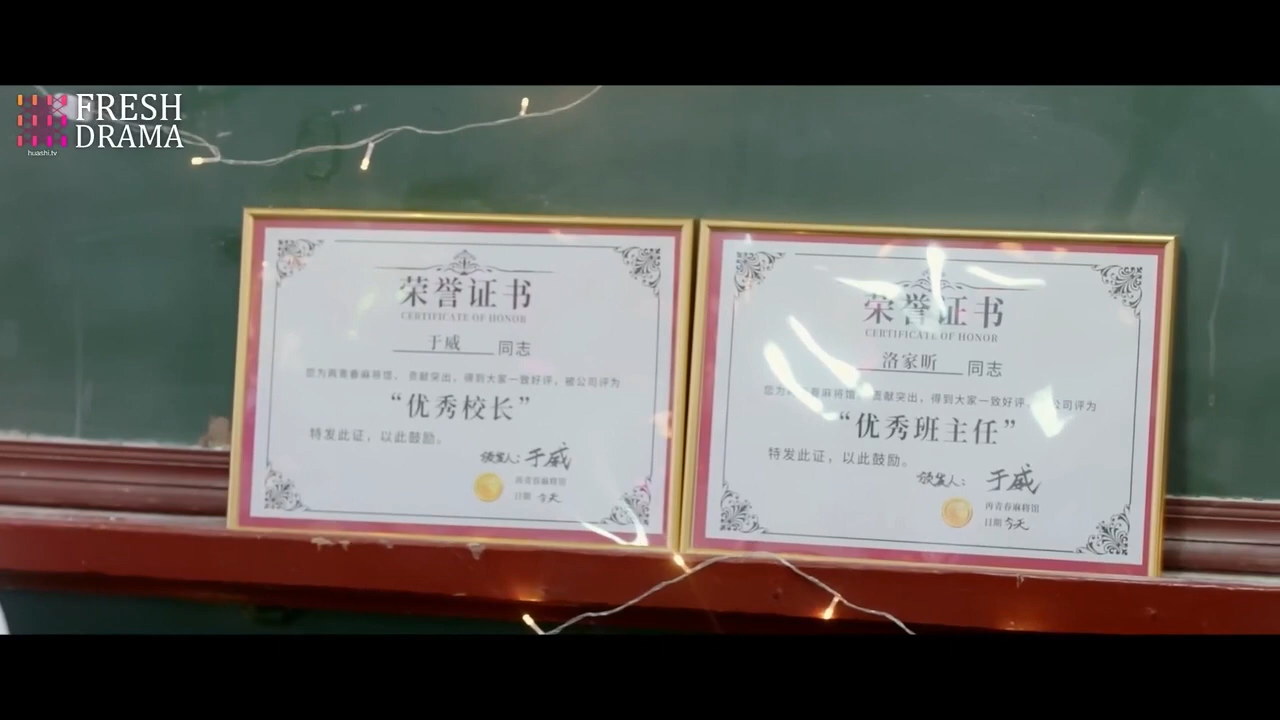 FRESH
DRAMA
huashi.tv
荣誉证书
CERTIFICATE OF HONOR
于威 同志
您为再青春麻将馆，贡献突出，得到大家一致好评，被公司评为
“优秀校长”
特发此证，以此鼓励。
颁发人：于威
再青春麻将馆
日期 今天
荣誉证书
CERTIFICATE OF HONOR
洛家昕 同志
您为 春麻将馆 贡献突出，得到大家一致好评 公司评为
“优秀班主任”
特发此证，以此鼓励。
颁发人：于威
再青春麻将馆
日期 今天